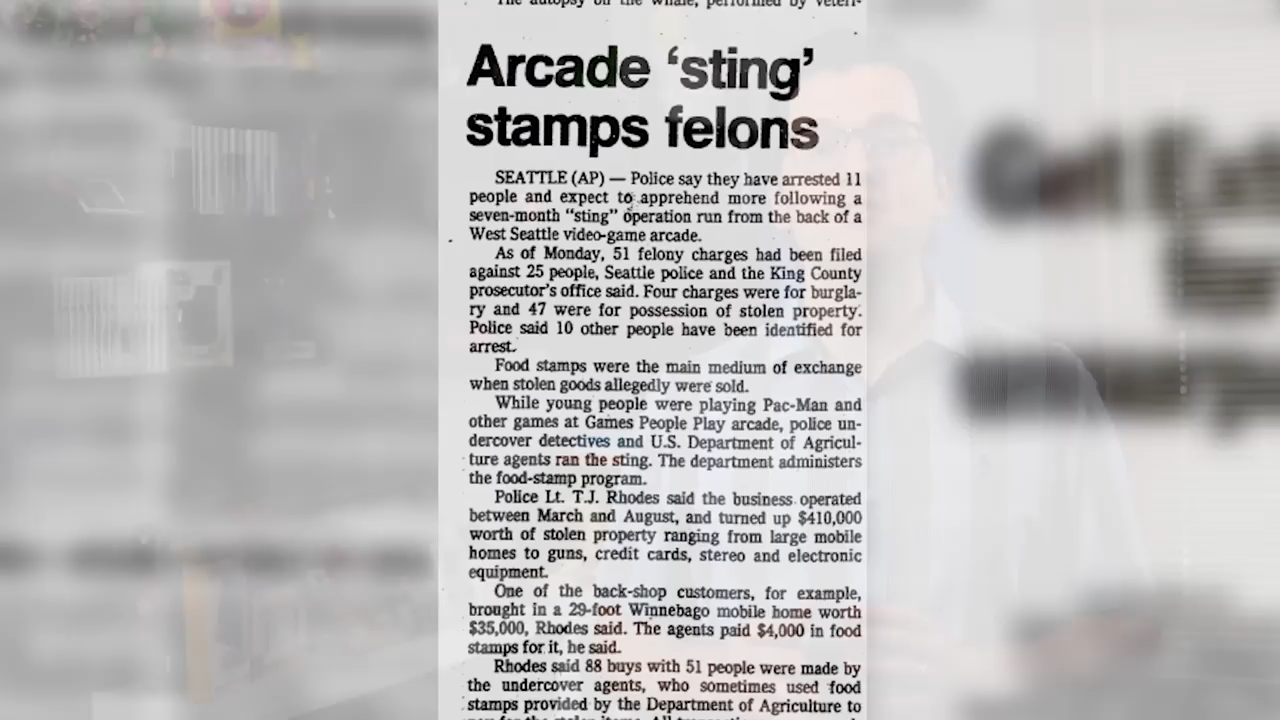 The autopsy on the whale, performed by veteri-
Arcade ‘sting’
stamps felons
SEATTLE (AP) — Police say they have arrested 11
people and expect to apprehend more following a
seven-month “sting” operation run from the back of a
West Seattle video-game arcade.
As of Monday, 51 felony charges had been filed
against 25 people, Seattle police and the King County
prosecutor's office said. Four charges were for burgla-
ry and 47 were for possession of stolen property.
Police said 10 other people have been identified for
arrest.
Food stamps were the main medium of exchange
when stolen goods allegedly were sold.
While young people were playing Pac-Man and
other games at Games People Play arcade, police un-
dercover detectives and U.S. Department of Agricul-
ture agents ran the sting. The department administers
the food-stamp program.
Police Lt. T.J. Rhodes said the business operated
between March and August, and turned up $410,000
worth of stolen property ranging from large mobile
homes to guns, credit cards, stereo and electronic
equipment.
One of the back-shop customers, for example,
brought in a 29-foot Winnebago mobile home worth
$35,000, Rhodes said. The agents paid $4,000 in food
stamps for it, he said.
Rhodes said 88 buys with 51 people were made by
the undercover agents, who sometimes used food
stamps provided by the Department of Agriculture to